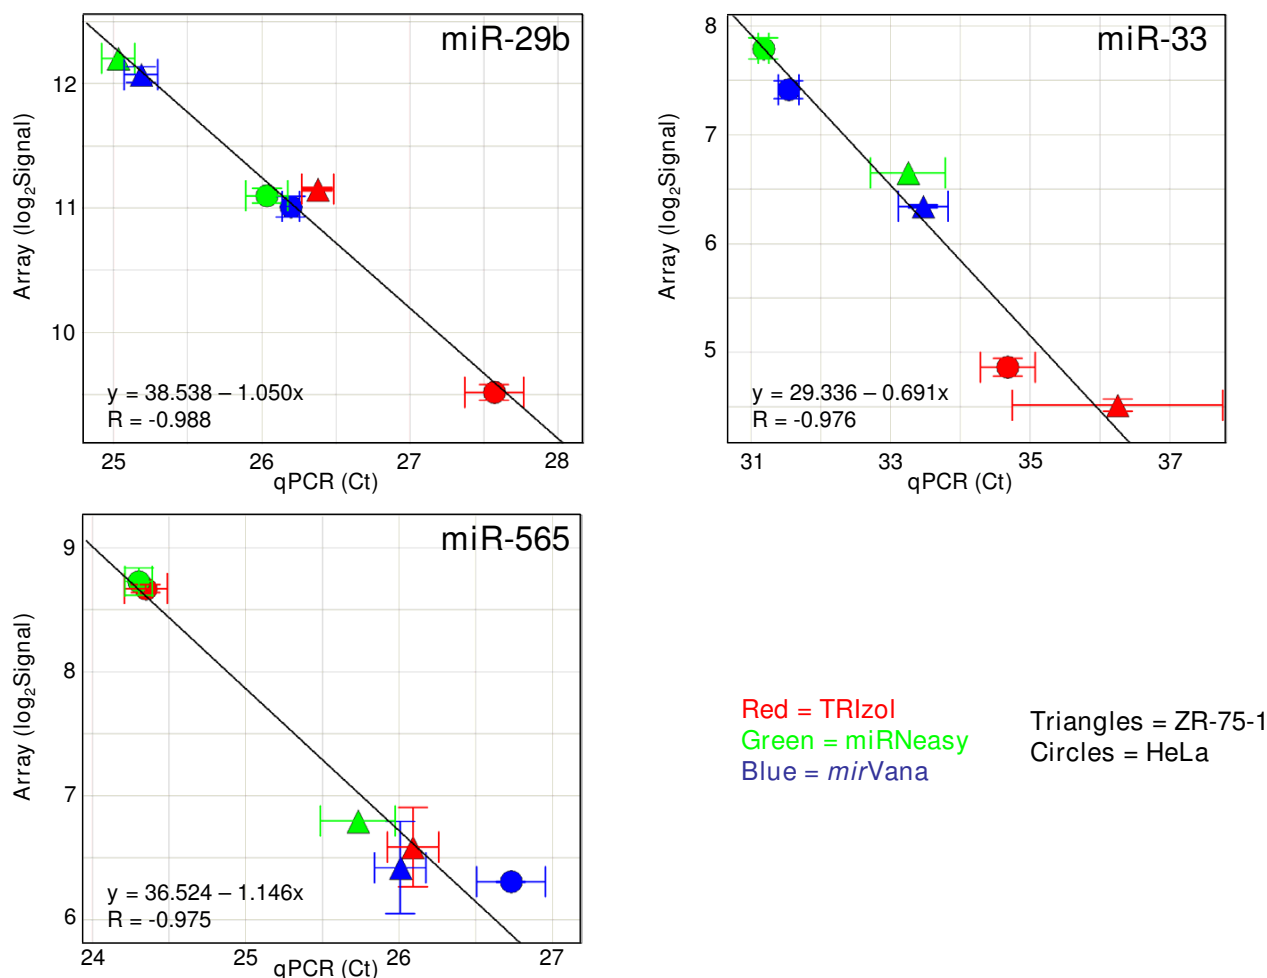 miR-29b
12
11
10
Array (log₂Signal)
y = 38.538 – 1.050x
R = -0.988
25
26
27
28
qPCR (Ct)
miR-33
8
7
6
5
Array (log₂Signal)
y = 29.336 – 0.691x
R = -0.976
31
33
35
37
qPCR (Ct)
miR-565
9
8
7
6
Array (log₂Signal)
y = 36.524 – 1.146x
R = -0.975
24
25
26
27
qPCR (Ct)
Red = TRIzol
Green = miRNeasy
Blue = mirVana
Triangles = ZR-75-1
Circles = HeLa